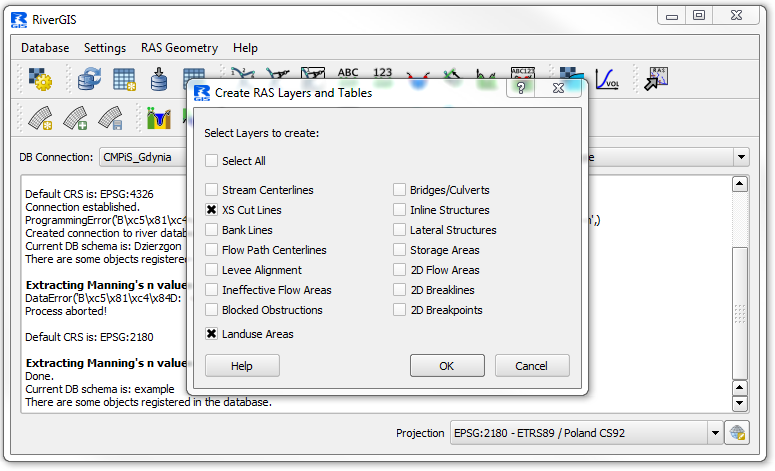 RiverGIS
Database Settings RAS Geometry Help
ABC 123 ABC123 VOL RAS
R GIS Create RAS Layers and Tables
Select Layers to create:
Select All
Stream Centerlines Bridges/Culverts
XS Cut Lines Inline Structures
Bank Lines Lateral Structures
Flow Path Centerlines Storage Areas
Levee Alignment 2D Flow Areas
Ineffective Flow Areas 2D Breaklines
Blocked Obstructions 2D Breakpoints
Landuse Areas
Help OK Cancel
DB Connection: CMPiS_Gdynia
Default CRS is: EPSG:4326
Connection established.
ProgrammingError('B\xc5\x81\xc4 ',)
Created connection to river datab
Current DB schema is: Dzierzgon
There are some objects registered
Extracting Manning's n value
DataError('B\xc5\x81\xc4\x84D:
Process aborted!
Default CRS is: EPSG:2180
Extracting Manning's n value
Done.
Current DB schema is: example
There are some objects registered in the database.
Projection EPSG:2180 - ETRS89 / Poland CS92